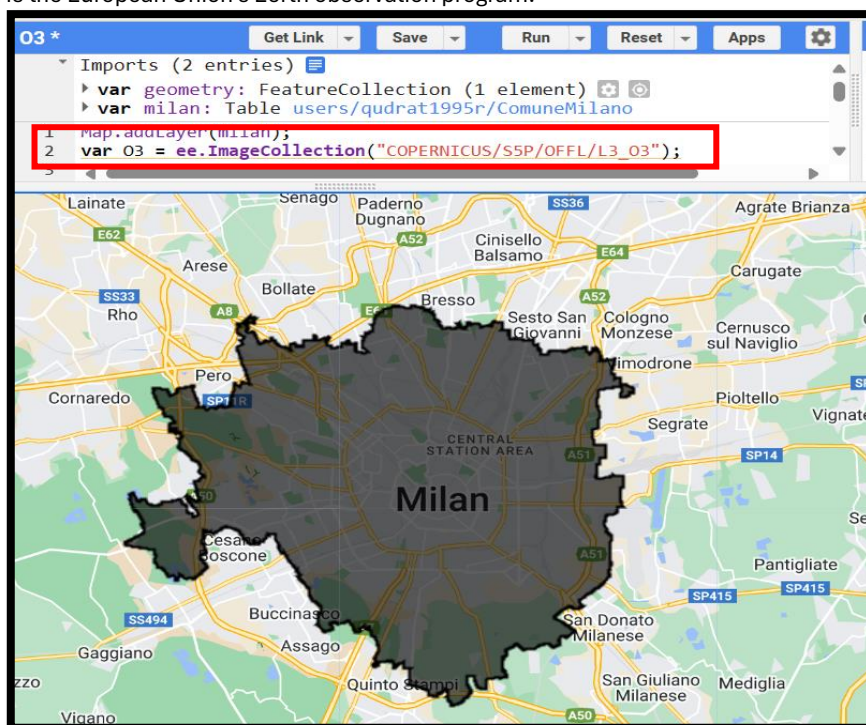 is the European Union's Earth observation program.
O3 * Get Link Save Run Reset Apps
Imports (2 entries)
var geometry: FeatureCollection (1 element)
var milan: Table users/qudrat1995r/ComuneMilano
1 Map.addLayer(milan);
2 var O3 = ee.ImageCollection("COPERNICUS/S5P/OFFL/L3_O3");
3
Lainate
Senago
Paderno
Dugnano
SS36
Agrate Brianza
E62
A52
Cinisello
Balsamo
E64
Arese
Carugate
SS33
Rho
A8
Bollate
Bresso
A52
Sesto San
Giovanni
Cologno
Monzese
Cernusco
sul Naviglio
Pero
Cornaredo
SP11R
Pioltello
Segrate
Vignate
CENTRAL
STATION AREA
A51
SP14
Milan
A50
Cesano
Boscone
A51
Pantigliate
SP415
SP415
SS494
Buccinasco
San Donato
Milanese
Gaggiano
Assago
zzo
Quinto Stampi
San Giuliano
Milanese
Mediglia
Vigano
A50